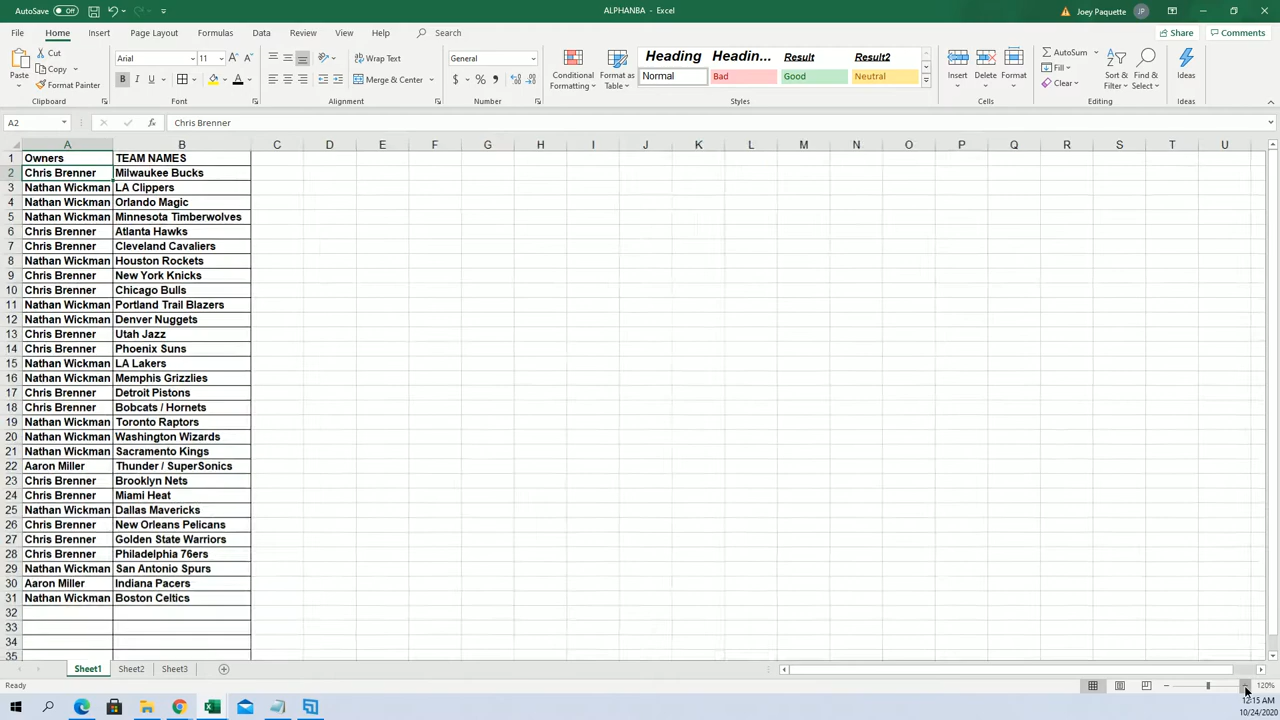 AutoSave Off
ALPHANBA - Excel
Joey Paquette JP
File Home Insert Page Layout Formulas Data Review View Help Search
Share Comments
Paste
Cut
Copy
Format Painter
Clipboard
Arial 11
B I U
Font
Wrap Text
Merge & Center
Alignment
General
$ % ,
Number
Conditional Formatting
Format as Table
Heading Headin... Result Result2
Normal Bad Good Neutral
Styles
Insert Delete Format
Cells
AutoSum
Fill
Clear
Sort & Filter
Find & Select
Editing
Ideas
Ideas
A2 fx Chris Brenner
A B C D E F G H I J K L M N O P Q R S T U
1 Owners TEAM NAMES
2 Chris Brenner Milwaukee Bucks
3 Nathan Wickman LA Clippers
4 Nathan Wickman Orlando Magic
5 Nathan Wickman Minnesota Timberwolves
6 Chris Brenner Atlanta Hawks
7 Chris Brenner Cleveland Cavaliers
8 Nathan Wickman Houston Rockets
9 Chris Brenner New York Knicks
10 Chris Brenner Chicago Bulls
11 Nathan Wickman Portland Trail Blazers
12 Nathan Wickman Denver Nuggets
13 Chris Brenner Utah Jazz
14 Chris Brenner Phoenix Suns
15 Nathan Wickman LA Lakers
16 Nathan Wickman Memphis Grizzlies
17 Chris Brenner Detroit Pistons
18 Chris Brenner Bobcats / Hornets
19 Nathan Wickman Toronto Raptors
20 Nathan Wickman Washington Wizards
21 Nathan Wickman Sacramento Kings
22 Aaron Miller Thunder / SuperSonics
23 Chris Brenner Brooklyn Nets
24 Chris Brenner Miami Heat
25 Nathan Wickman Dallas Mavericks
26 Chris Brenner New Orleans Pelicans
27 Chris Brenner Golden State Warriors
28 Chris Brenner Philadelphia 76ers
29 Nathan Wickman San Antonio Spurs
30 Aaron Miller Indiana Pacers
31 Nathan Wickman Boston Celtics
32
33
34
35
Sheet1 Sheet2 Sheet3
Ready
120%
12:15 AM
10/24/2020